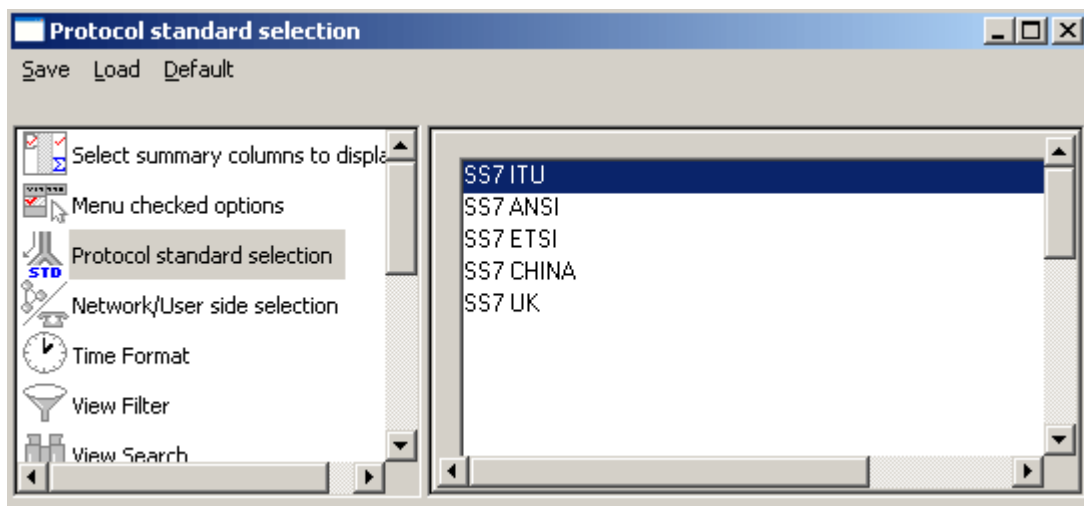 Protocol standard selection
Save Load Default
Select summary columns to displa
Menu checked options
STD
Protocol standard selection
Network/User side selection
Time Format
View Filter
View Search
SS7 ITU
SS7 ANSI
SS7 ETSI
SS7 CHINA
SS7 UK